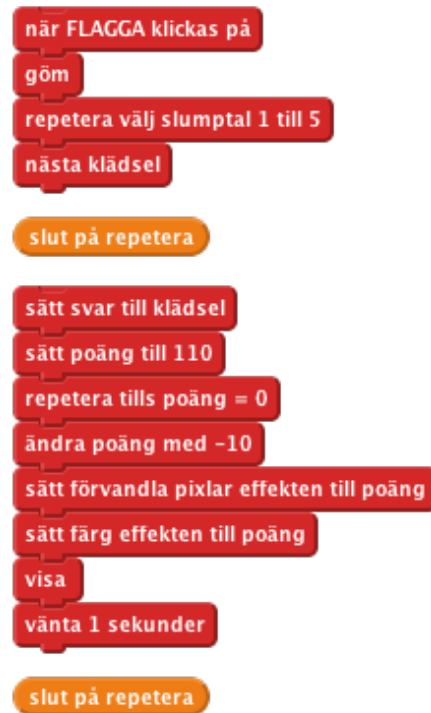 när FLAGGA klickas på
göm
repetera välj slumptal 1 till 5
nästa klädsel
slut på repetera
sätt svar till klädsel
sätt poäng till 110
repetera tills poäng = 0
ändra poäng med -10
sätt förvandla pixlar effekten till poäng
sätt färg effekten till poäng
visa
vänta 1 sekunder
slut på repetera